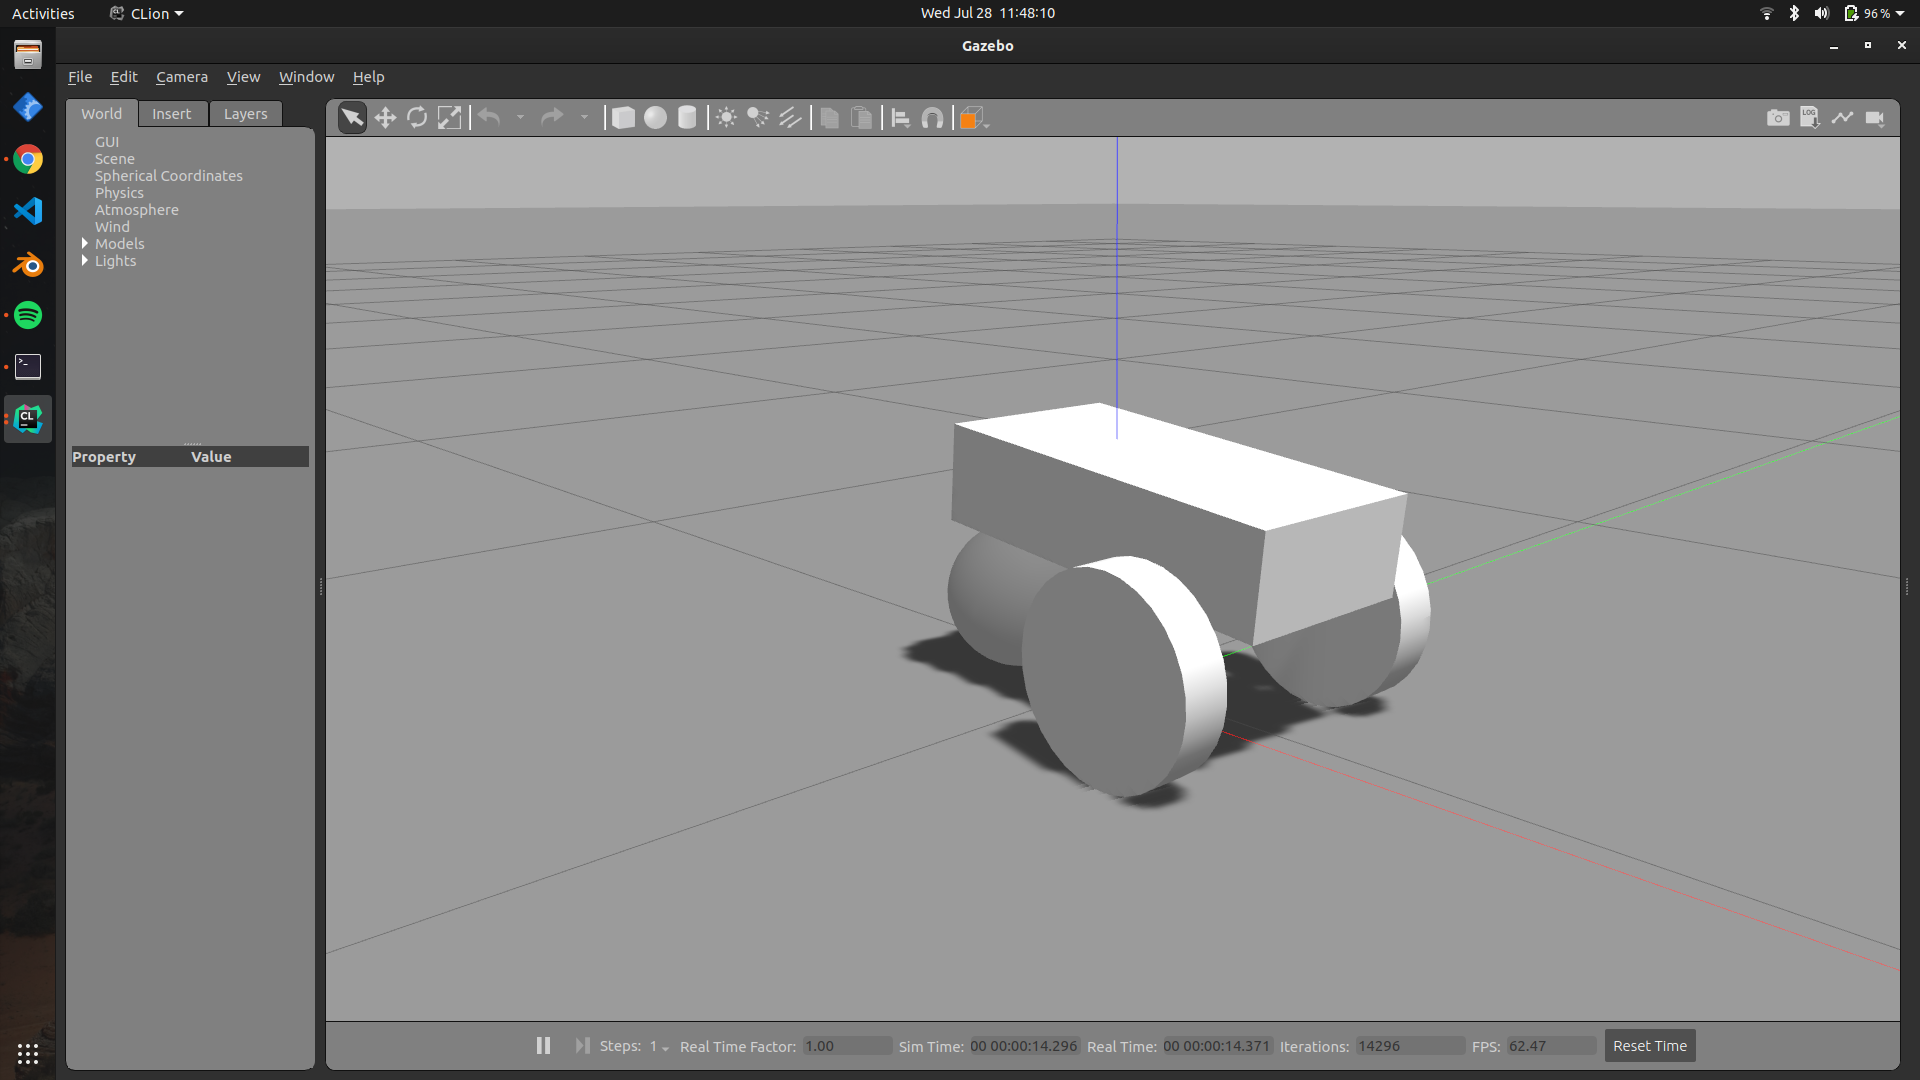 Activities
CLion
Wed Jul 28 11:48:10
96 %
Gazebo
File Edit Camera View Window Help
World Insert Layers
LOG
GUI
Scene
Spherical Coordinates
Physics
Atmosphere
Wind
Models
Lights
CL
Property Value
Steps: 1 Real Time Factor: 1.00 Sim Time: 00 00:00:14.296 Real Time: 00 00:00:14.371 Iterations: 14296 FPS: 62.47 Reset Time